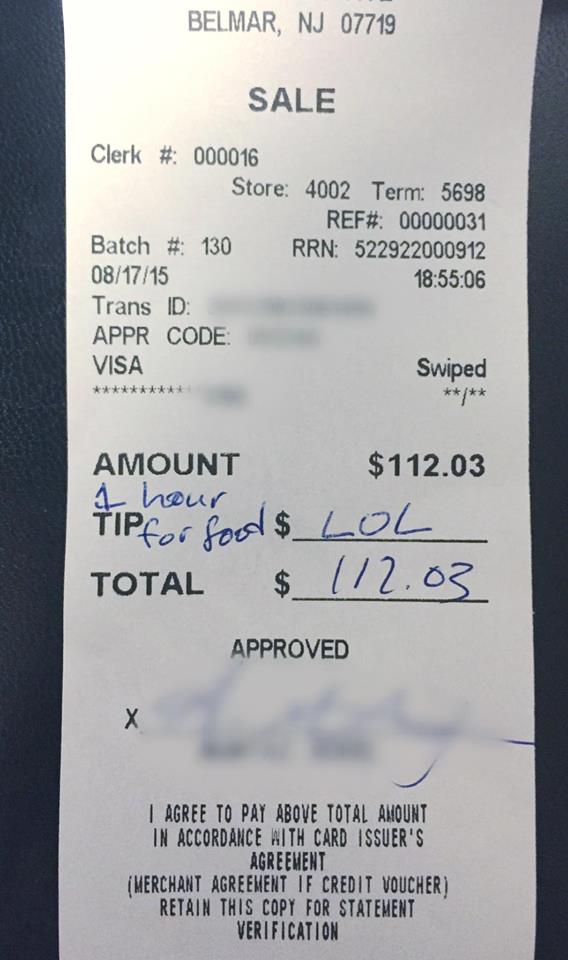 BELMAR, NJ 07719
SALE
Clerk #: 000016
Store: 4002 Term: 5698
REF#: 00000031
Batch #: 130 RRN: 522922000912
08/17/15 18:55:06
Trans ID:
APPR CODE:
VISA Swiped
*********** **/**
AMOUNT $112.03
1 hour
for food
TIP $ LOL
TOTAL $ 112.03
APPROVED
X
I AGREE TO PAY ABOVE TOTAL AMOUNT
IN ACCORDANCE WITH CARD ISSUER'S
AGREEMENT
(MERCHANT AGREEMENT IF CREDIT VOUCHER)
RETAIN THIS COPY FOR STATEMENT
VERIFICATION